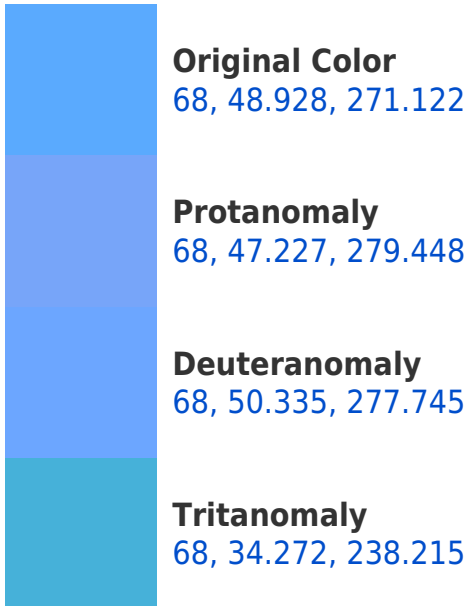 Original Color
68, 48.928, 271.122
Protanomaly
68, 47.227, 279.448
Deuteranomaly
68, 50.335, 277.745
Tritanomaly
68, 34.272, 238.215